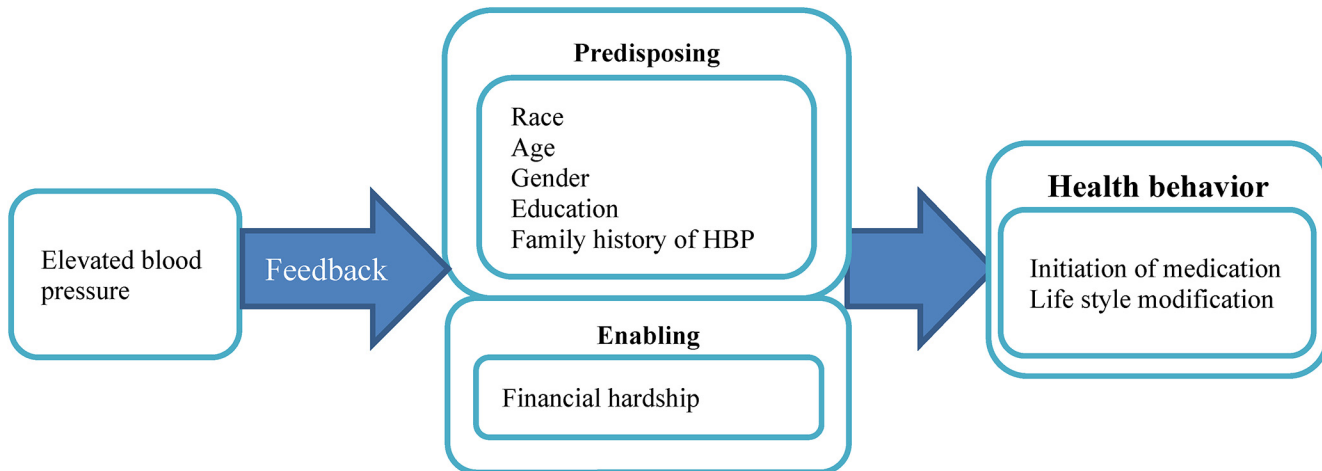 Elevated blood
pressure
Feedback
Predisposing
Race
Age
Gender
Education
Family history of HBP
Enabling
Financial hardship
Health behavior
Initiation of medication
Life style modification